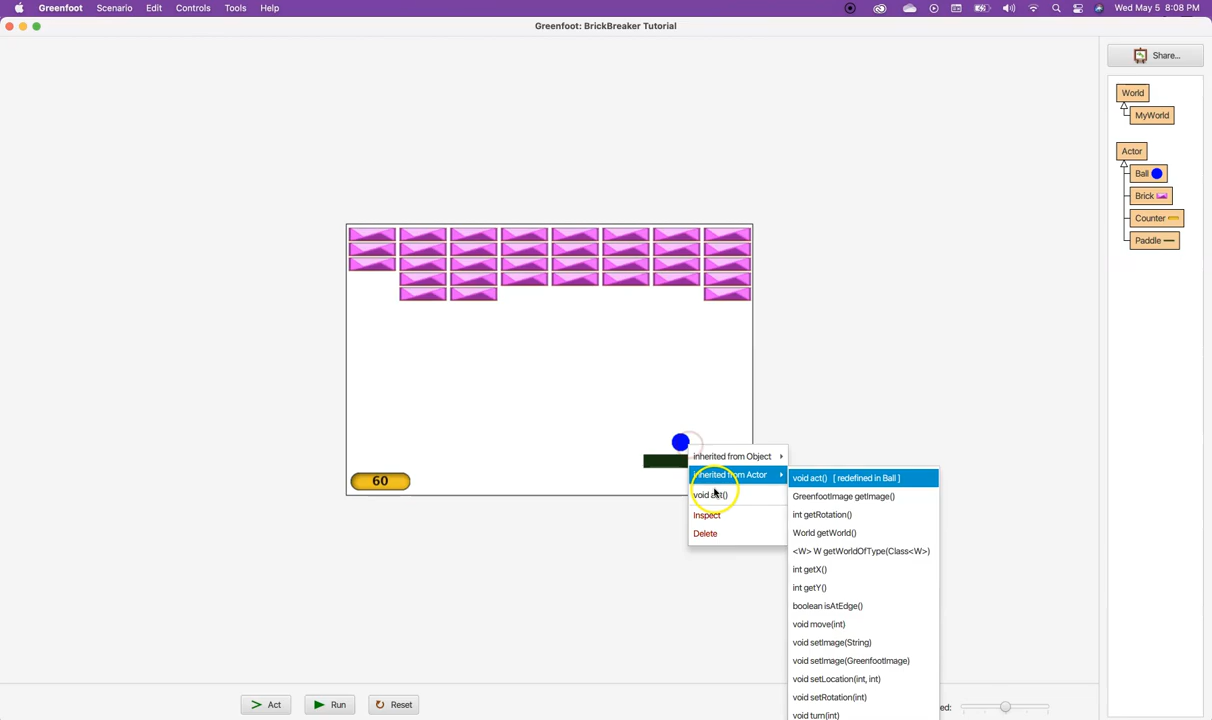 Greenfoot Scenario Edit Controls Tools Help
Wed May 5 8:08 PM
Greenfoot: BrickBreaker Tutorial
Share...
World
MyWorld
Actor
Ball
Brick
Counter
Paddle
60
inherited from Object
inherited from Actor
void act()
Inspect
Delete
void act() [ redefined in Ball ]
GreenfootImage getImage()
int getRotation()
World getWorld()
<W> W getWorldOfType(Class<W>)
int getX()
int getY()
boolean isAtEdge()
void move(int)
void setImage(String)
void setImage(GreenfootImage)
void setLocation(int, int)
void setRotation(int)
void turn(int)
Act
Run
Reset